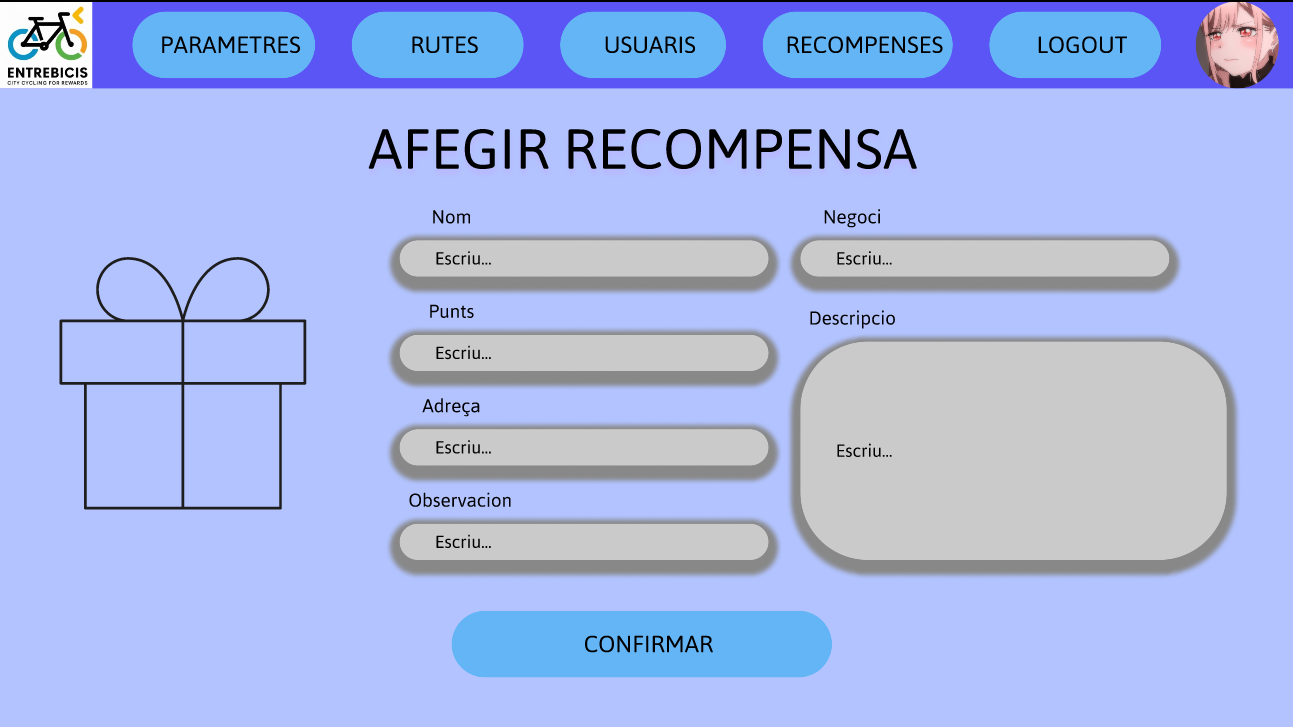 ENTREBICIS
CITY CYCLING FOR REWARDS
PARAMETRES
RUTES
USUARIS
RECOMPENSES
LOGOUT
AFEGIR RECOMPENSA
Nom
Escriu...
Negoci
Escriu...
Punts
Escriu...
Descripcio
Escriu...
Adreça
Escriu...
Observacion
Escriu...
CONFIRMAR